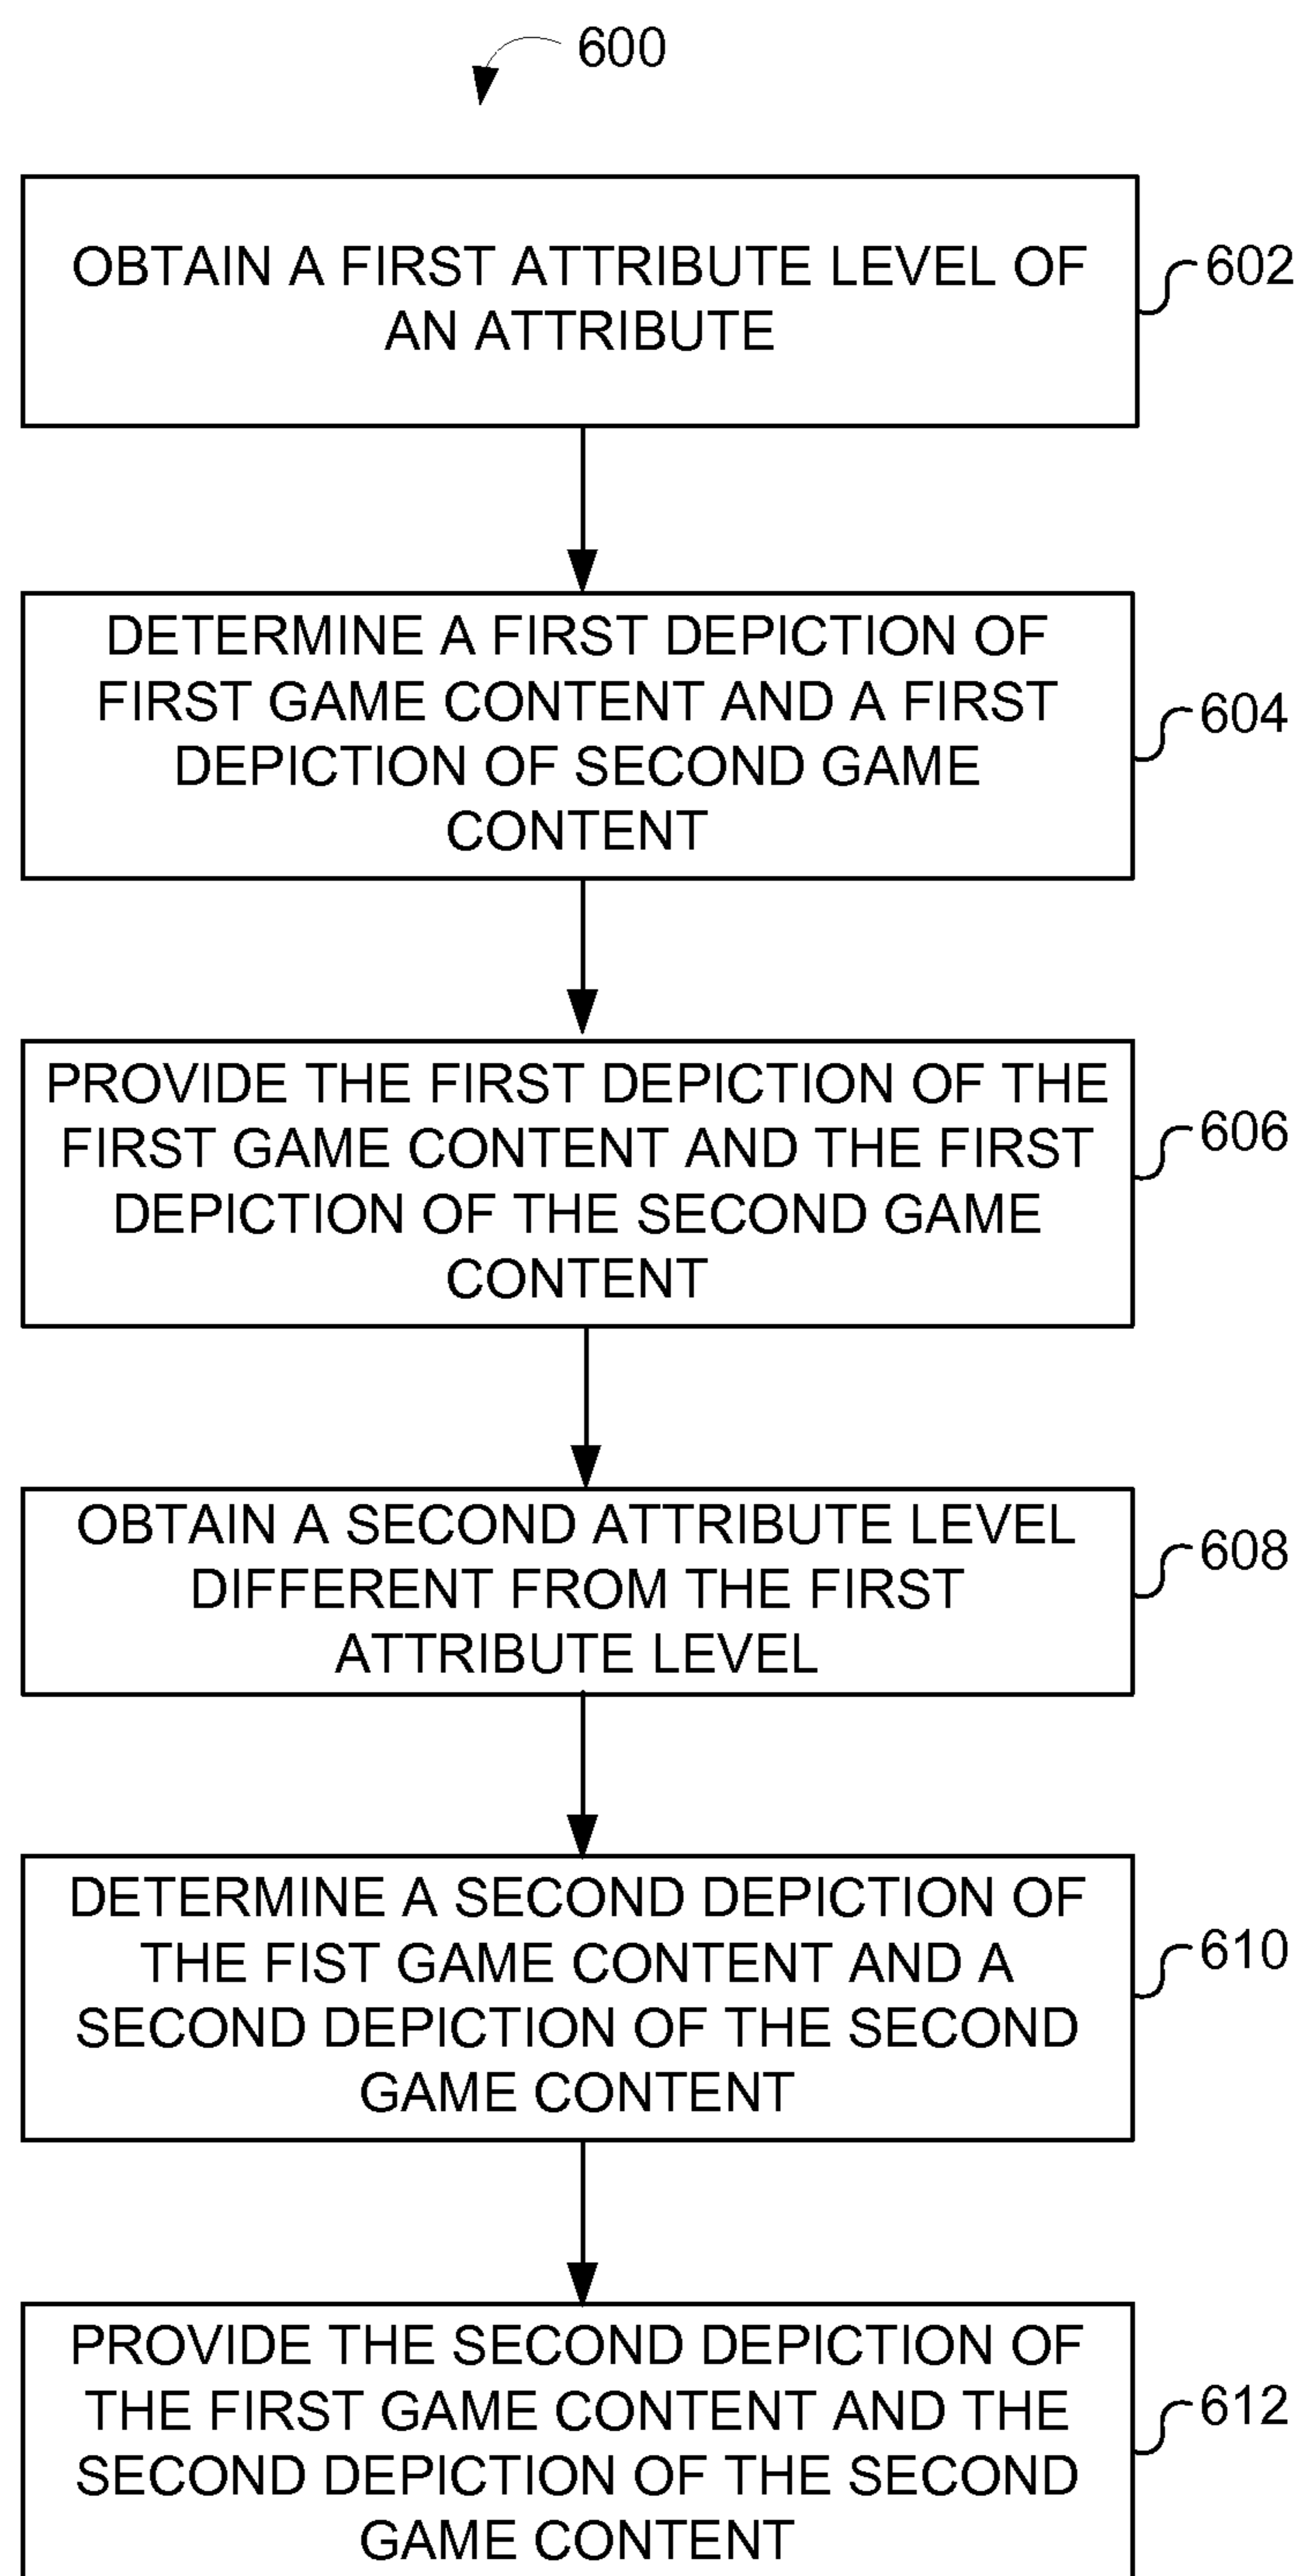 600
OBTAIN A FIRST ATTRIBUTE LEVEL OF
AN ATTRIBUTE
602
DETERMINE A FIRST DEPICTION OF
FIRST GAME CONTENT AND A FIRST
DEPICTION OF SECOND GAME
CONTENT
604
PROVIDE THE FIRST DEPICTION OF THE
FIRST GAME CONTENT AND THE FIRST
DEPICTION OF THE SECOND GAME
CONTENT
606
OBTAIN A SECOND ATTRIBUTE LEVEL
DIFFERENT FROM THE FIRST
ATTRIBUTE LEVEL
608
DETERMINE A SECOND DEPICTION OF
THE FIST GAME CONTENT AND A
SECOND DEPICTION OF THE SECOND
GAME CONTENT
610
PROVIDE THE SECOND DEPICTION OF
THE FIRST GAME CONTENT AND THE
SECOND DEPICTION OF THE SECOND
GAME CONTENT
612